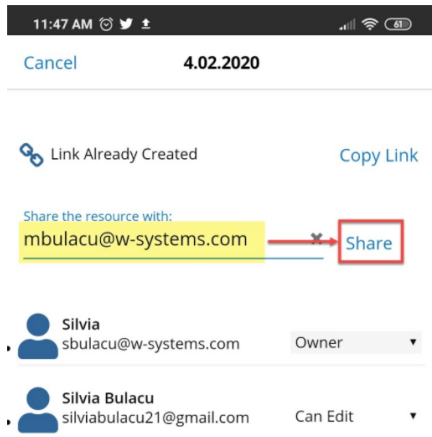 11:47 AM 61
Cancel 4.02.2020
Link Already Created Copy Link
Share the resource with:
mbulacu@w-systems.com Share
Silvia
sbulacu@w-systems.com Owner
Silvia Bulacu
silviabulacu21@gmail.com Can Edit